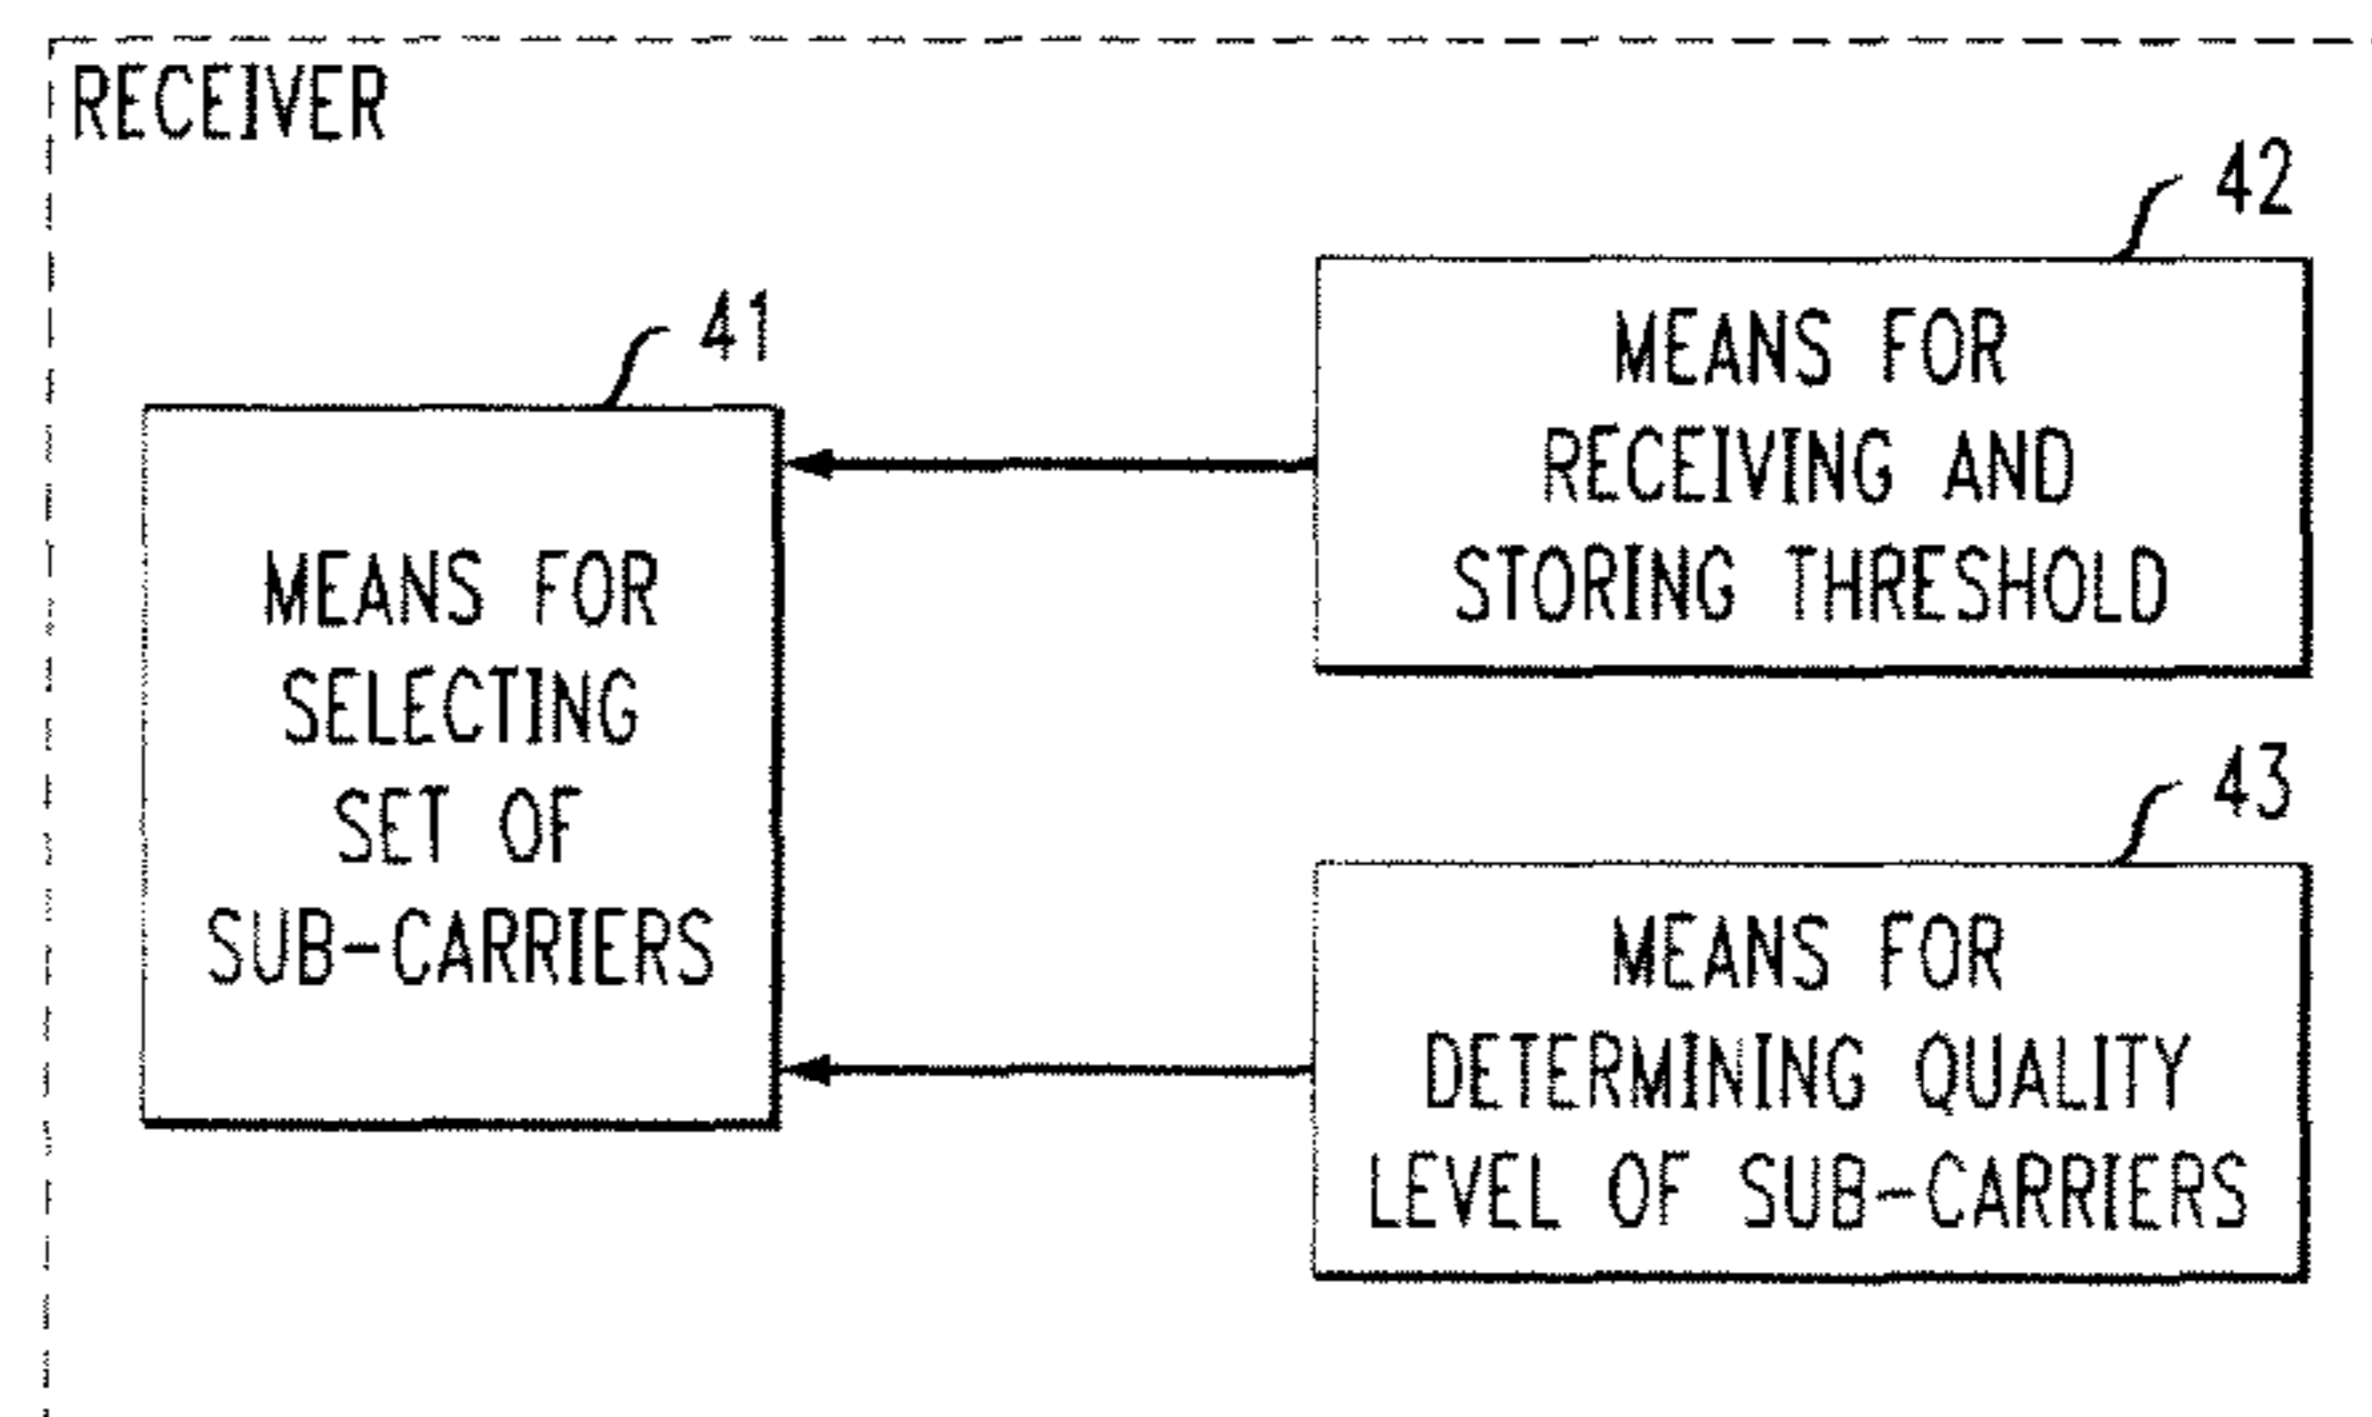 RECEIVER
41
MEANS FOR
SELECTING
SET OF
SUB-CARRIERS
42
MEANS FOR
RECEIVING AND
STORING THRESHOLD
43
MEANS FOR
DETERMINING QUALITY
LEVEL OF SUB-CARRIERS